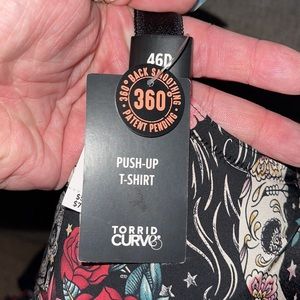 46D
360° BACK SMOOTHING
360°
PATENT PENDING
PUSH-UP
T-SHIRT
TORRID
CURVE